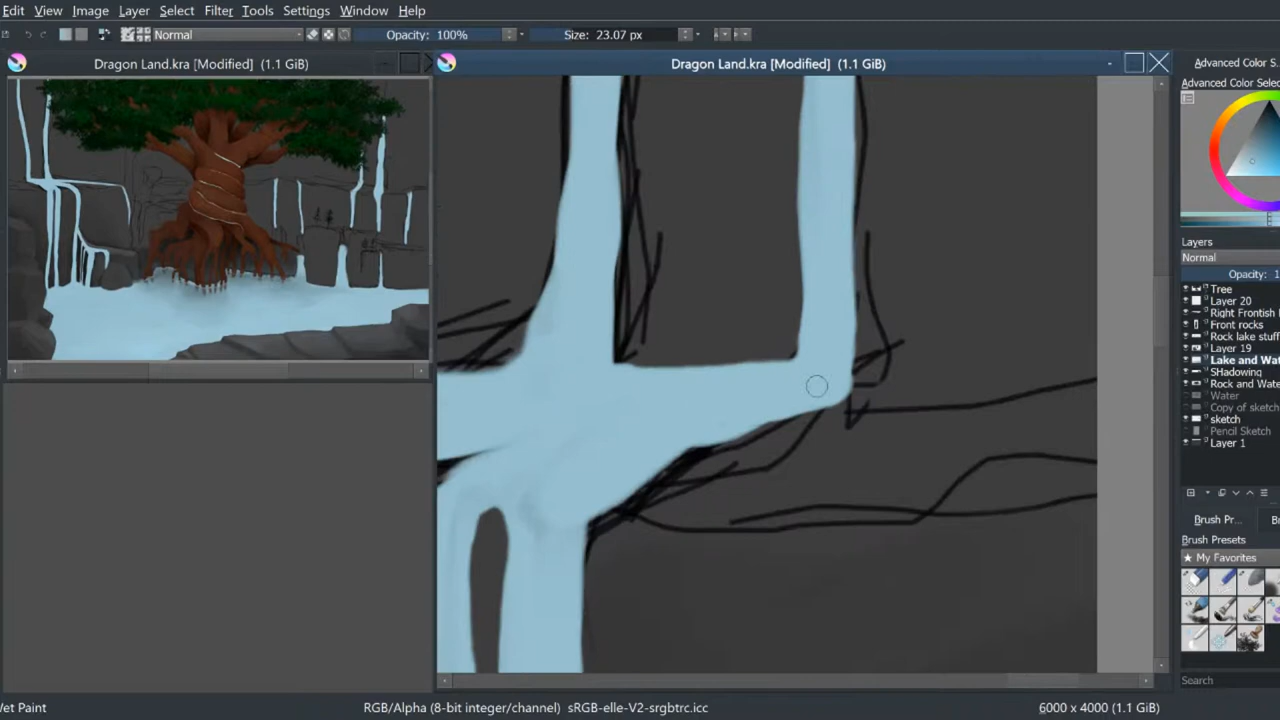 Edit View Image Layer Select Filter Tools Settings Window Help
Normal Opacity: 100% Size: 23.07 px
Dragon Land.kra [Modified] (1.1 GiB)
Dragon Land.kra [Modified] (1.1 GiB)
Advanced Color S...
Advanced Color Selec
Layers
Normal
Opacity: 1
Tree
Layer 20
Right Frontish
Front rocks
Rock lake stuff
Layer 19
Lake and Wat
SHadowing
Rock and Wate
Water
Copy of sketch
sketch
Pencil Sketch
Layer 1
Brush Pr...
Brush Presets
★ My Favorites
Search
Wet Paint
RGB/Alpha (8-bit integer/channel) sRGB-elle-V2-srgbtrc.icc
6000 x 4000 (1.1 GiB)